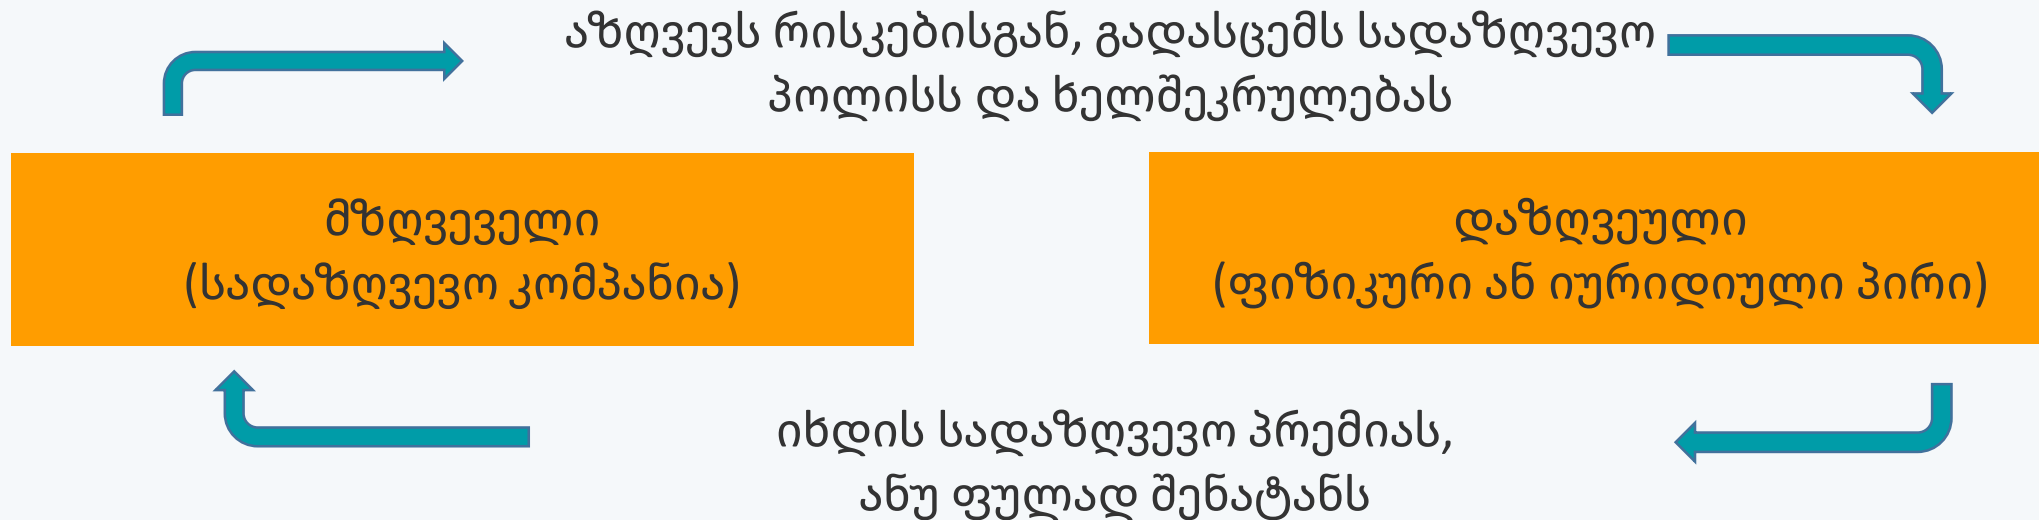 აზღვევს რისკებისგან, გადასცემს სადაზღვევო
პოლისს და ხელშეკრულებას
მზღვეველი
(სადაზღვევო კომპანია)
დაზღვეული
(ფიზიკური ან იურიდიული პირი)
იხდის სადაზღვევო პრემიას,
ანუ ფულად შენატანს